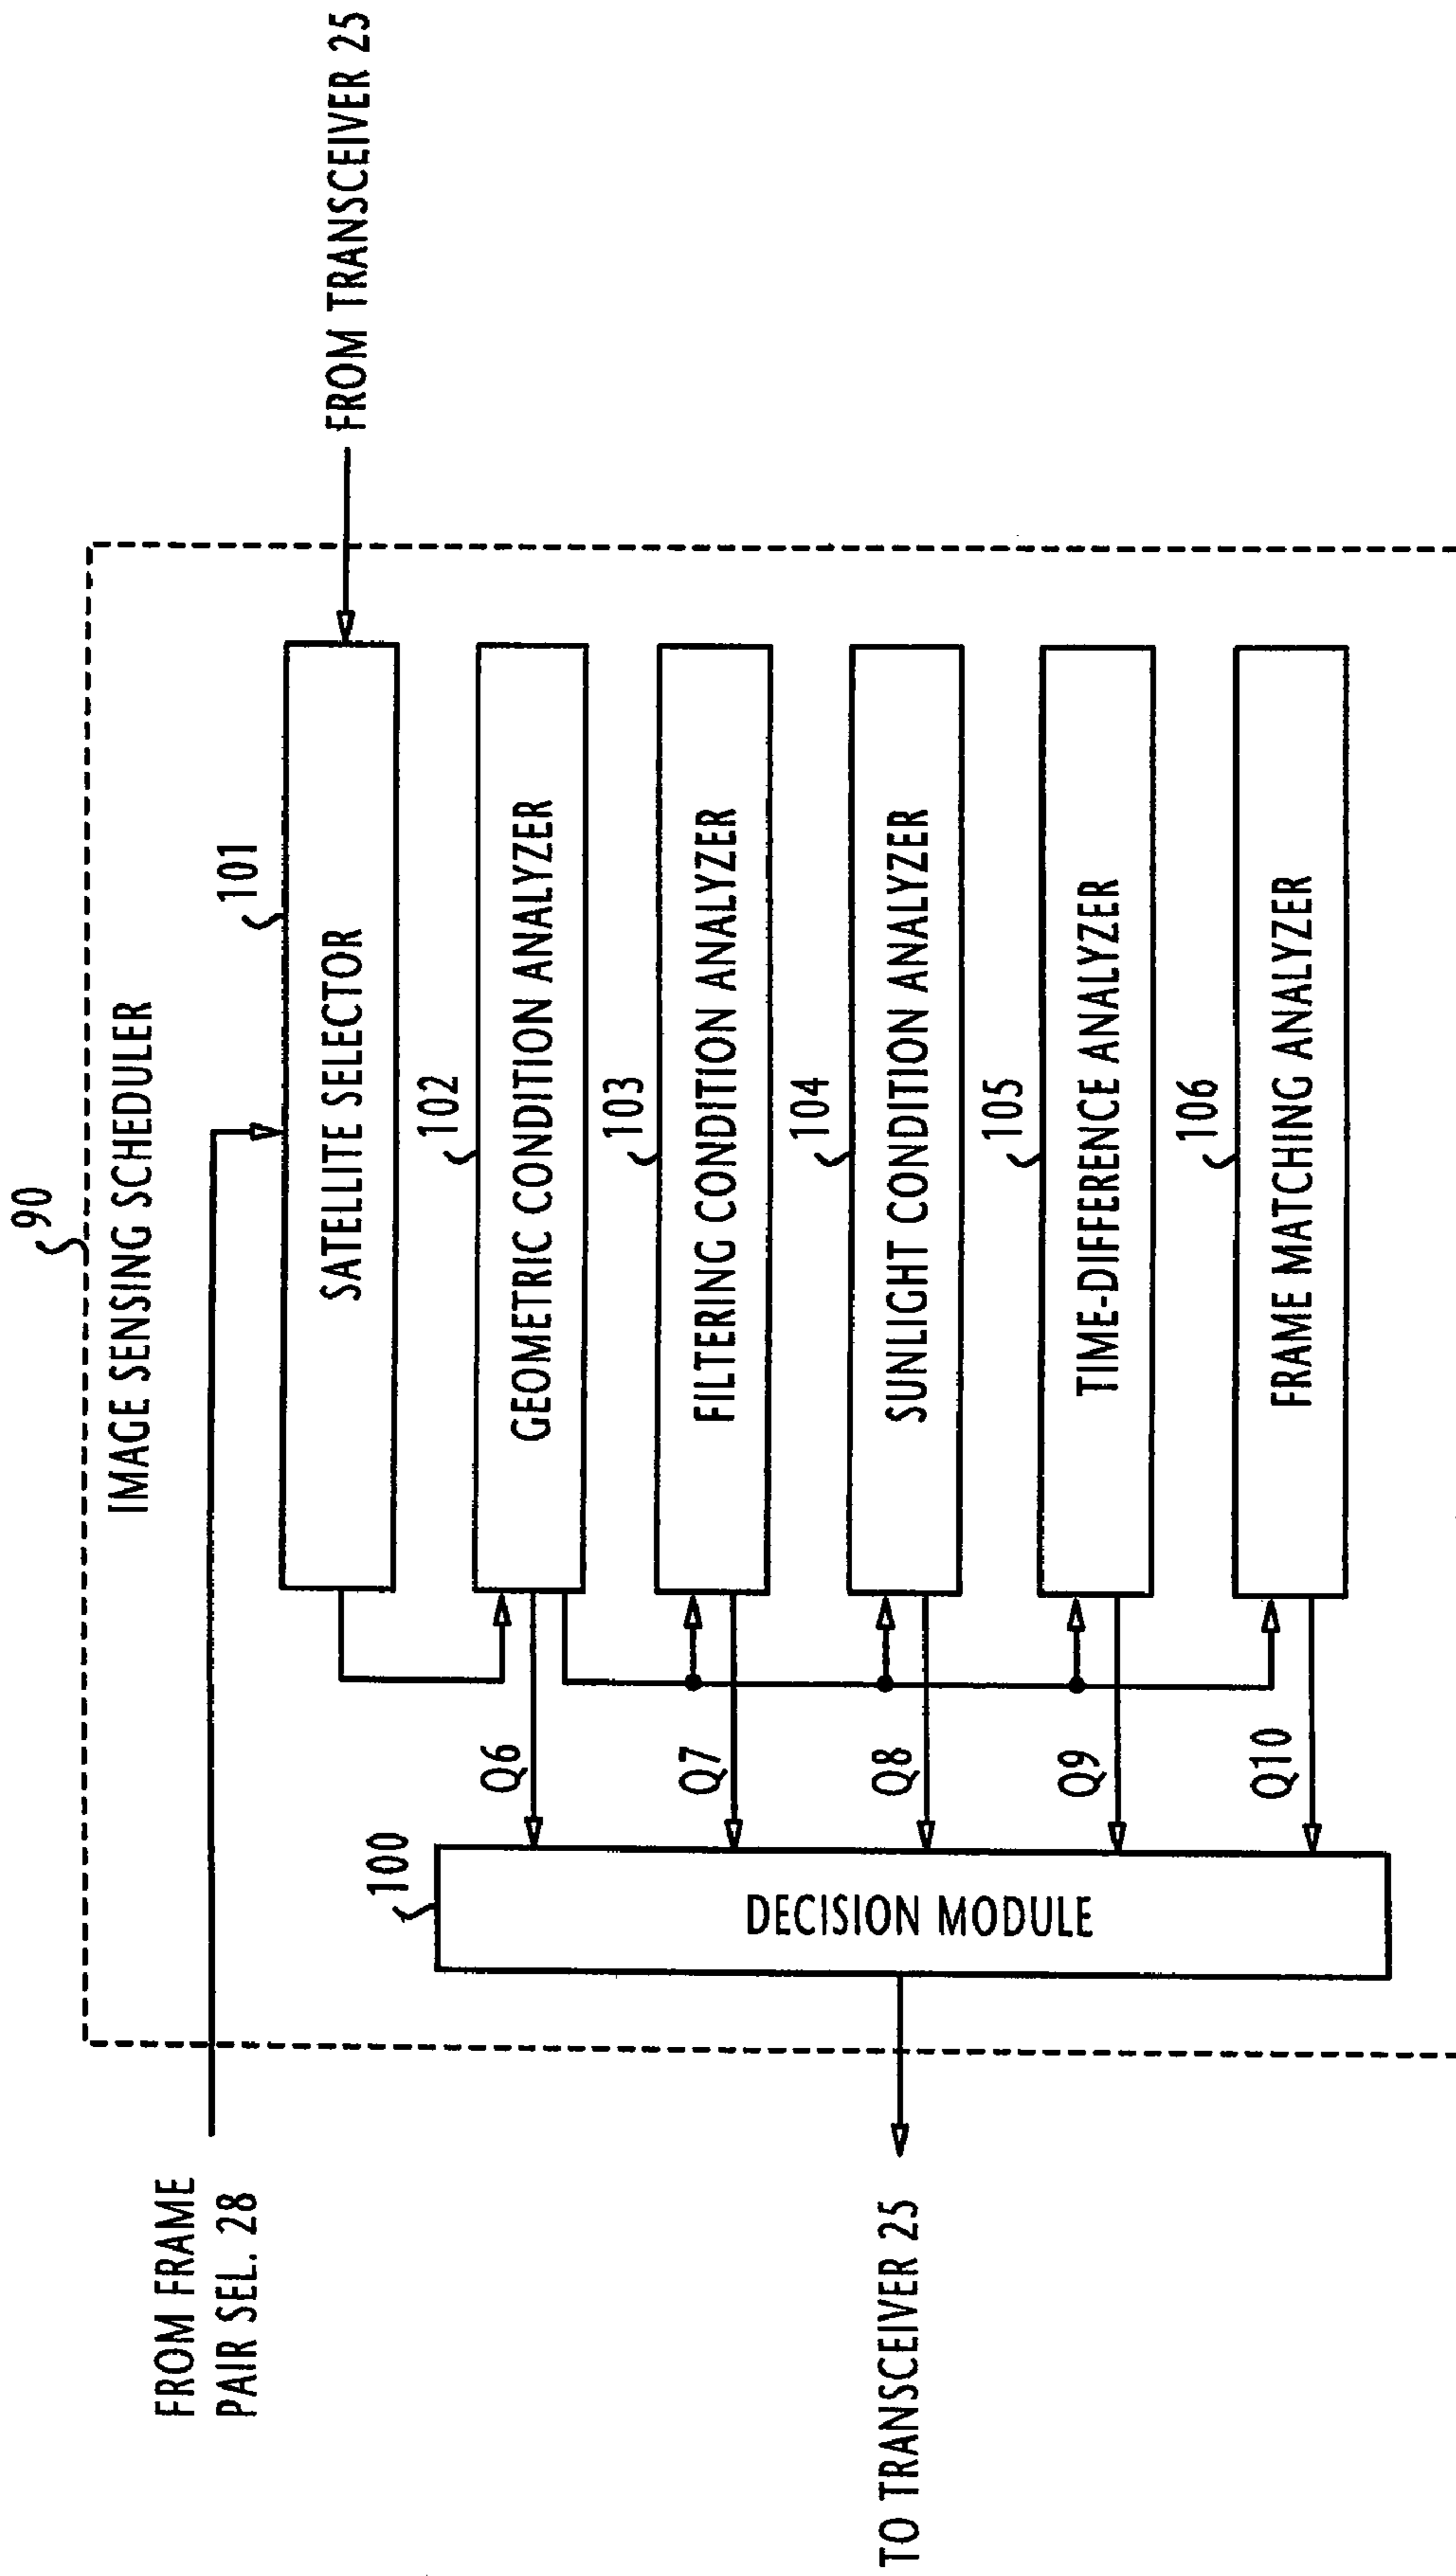 90
IMAGE SENSING SCHEDULER
FROM FRAME
PAIR SEL. 28
FROM TRANSCEIVER 25
101
SATELLITE SELECTOR
102
GEOMETRIC CONDITION ANALYZER
Q6
103
FILTERING CONDITION ANALYZER
Q7
104
SUNLIGHT CONDITION ANALYZER
Q8
105
TIME-DIFFERENCE ANALYZER
Q9
106
FRAME MATCHING ANALYZER
Q10
100
DECISION MODULE
TO TRANSCEIVER 25